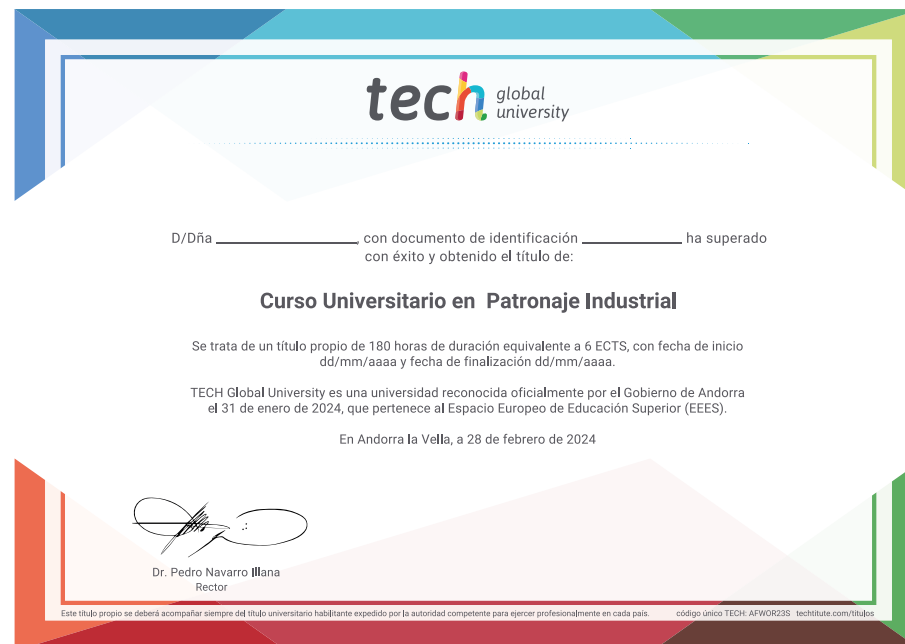 tech global
university
D/Dña ______________, con documento de identificación __________ ha superado
con éxito y obtenido el título de:
Curso Universitario en Patronaje Industrial
Se trata de un título propio de 180 horas de duración equivalente a 6 ECTS, con fecha de inicio
dd/mm/aaaa y fecha de finalización dd/mm/aaaa.
TECH Global University es una universidad reconocida oficialmente por el Gobierno de Andorra
el 31 de enero de 2024, que pertenece al Espacio Europeo de Educación Superior (EEES).
En Andorra la Vella, a 28 de febrero de 2024
Dr. Pedro Navarro Illana
Rector
Este título propio se deberá acompañar siempre del título universitario habilitante expedido por la autoridad competente para ejercer profesionalmente en cada país. código único TECH: AFWOR23S techtitute.com/titulos